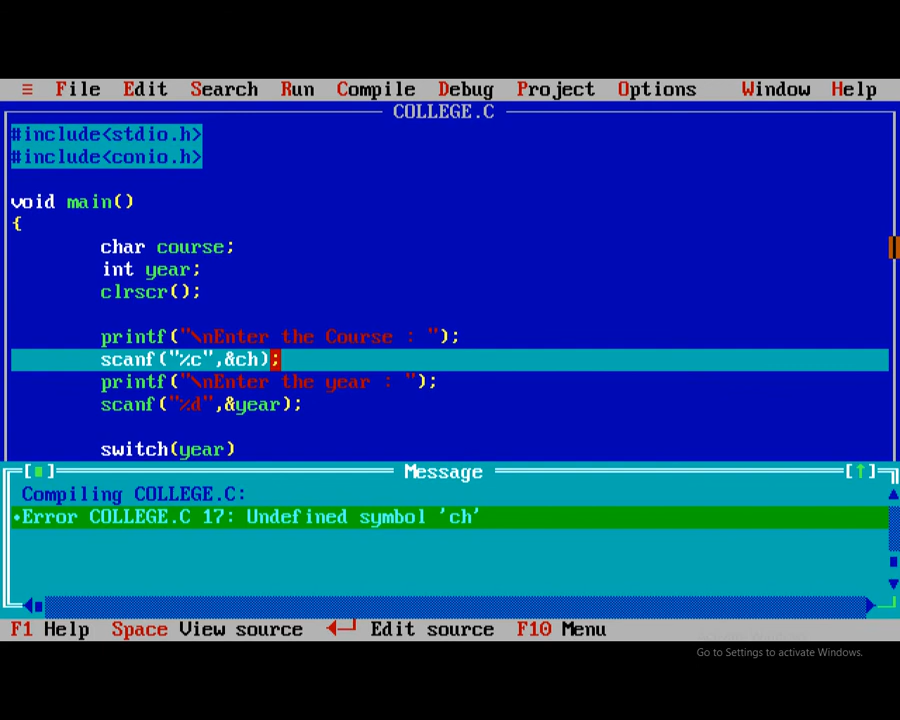 ≡ File Edit Search Run Compile Debug Project Options Window Help
COLLEGE.C
#include<stdio.h>
#include<conio.h>
void main()
{
char course;
int year;
clrscr();
printf("\nEnter the Course : ");
scanf("%c",&ch);
printf("\nEnter the year : ");
scanf("%d",&year);
switch(year)
[■] Message [↑]
Compiling COLLEGE.C:
•Error COLLEGE.C 17: Undefined symbol 'ch'
F1 Help Space View source ←┘ Edit source F10 Menu
Go to Settings to activate Windows.